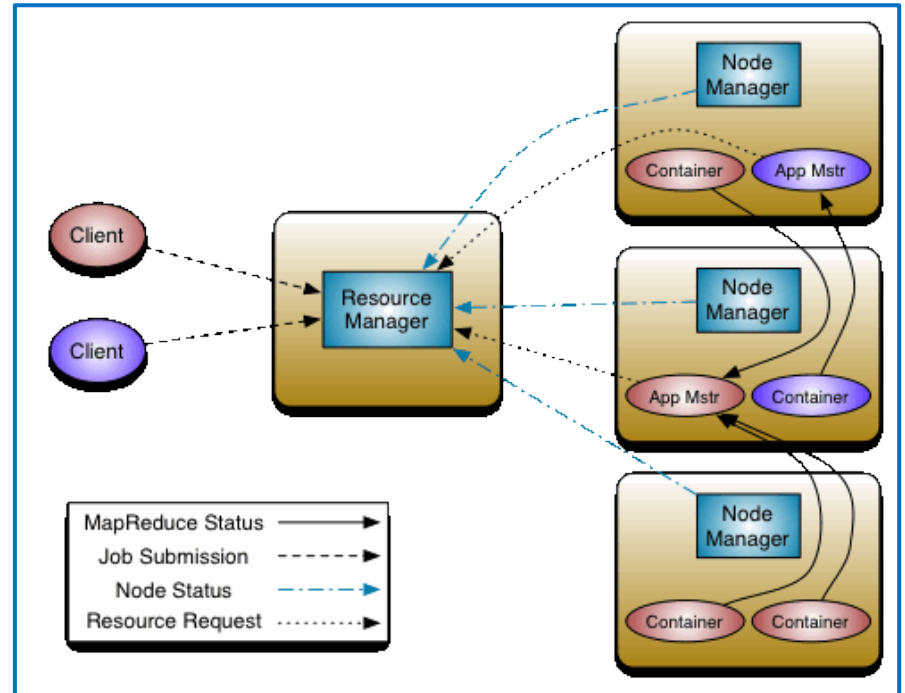 Node
Manager
Container
App Mstr
Client
Client
Resource
Manager
Node
Manager
App Mstr
Container
Node
Manager
Container
Container
MapReduce Status
Job Submission
Node Status
Resource Request